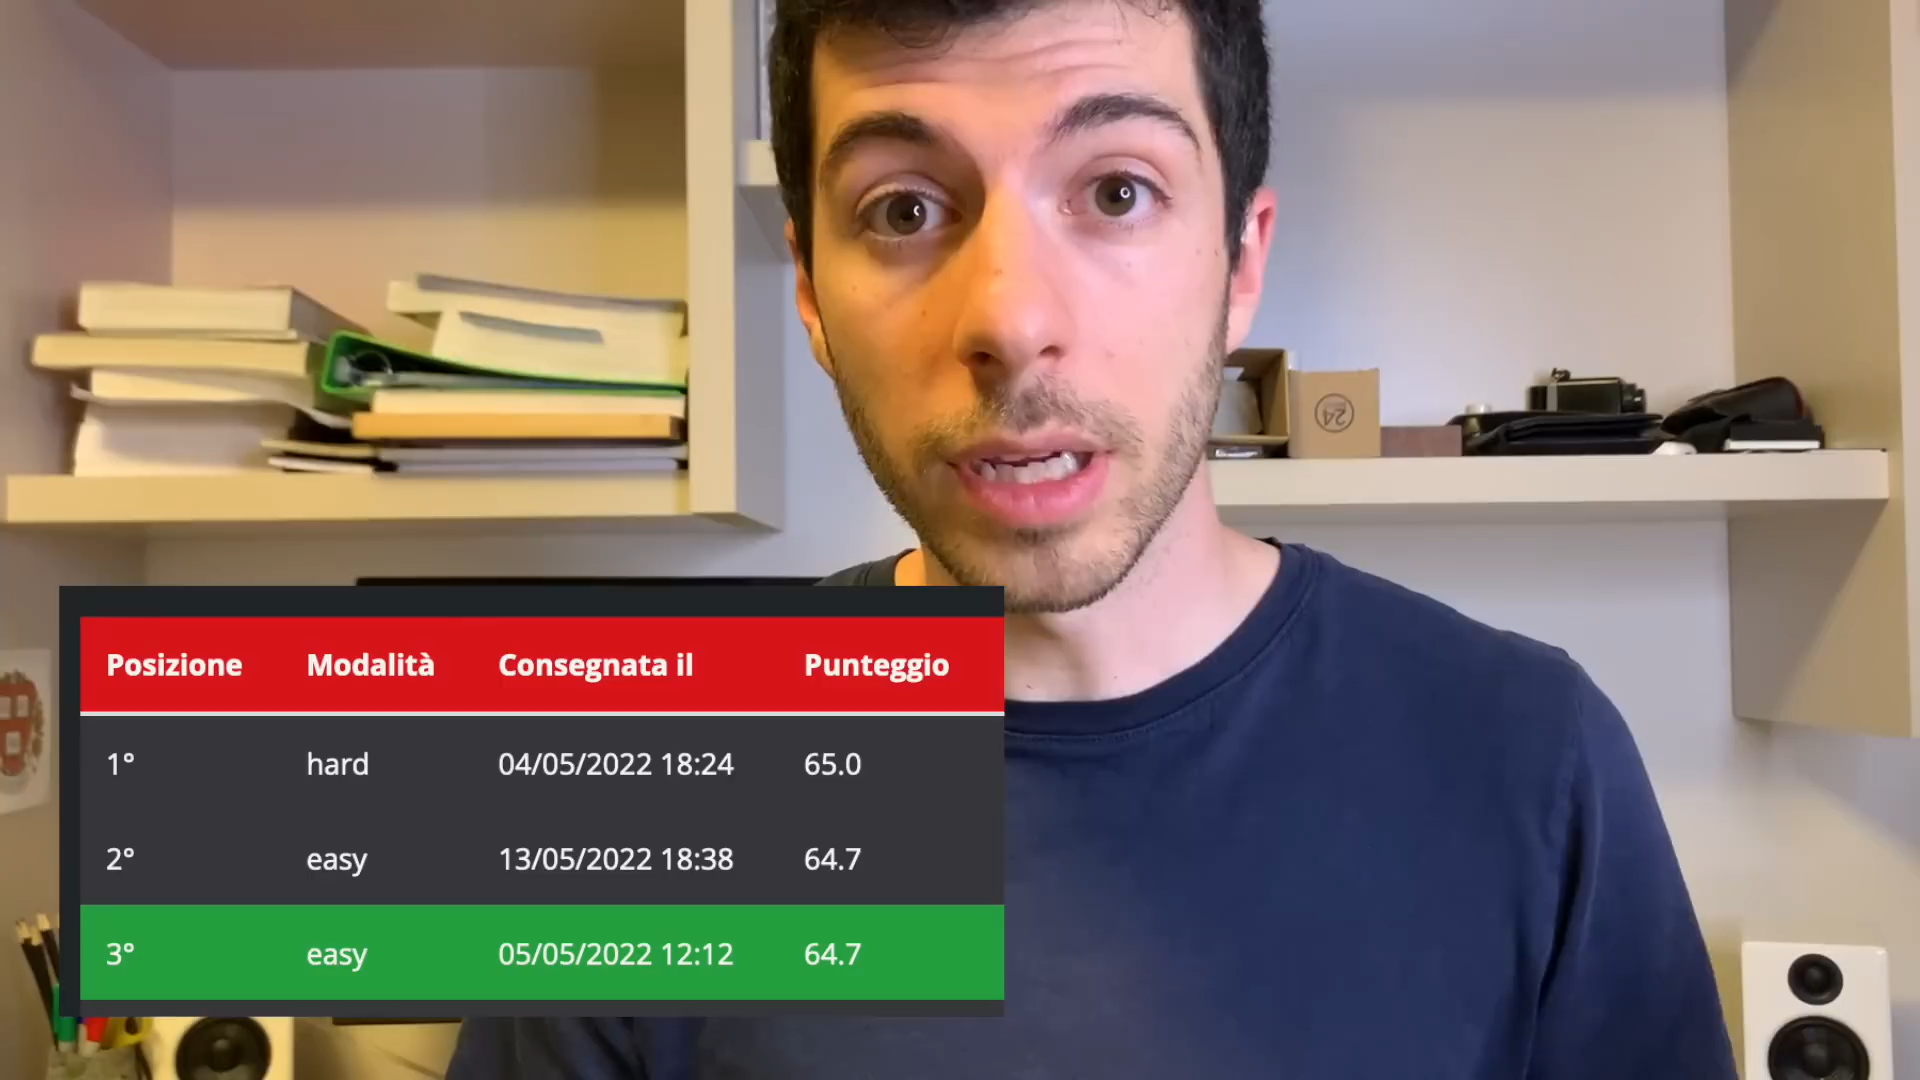 24
Posizione Modalità Consegnata il Punteggio
1° hard 04/05/2022 18:24 65.0
2° easy 13/05/2022 18:38 64.7
3° easy 05/05/2022 12:12 64.7